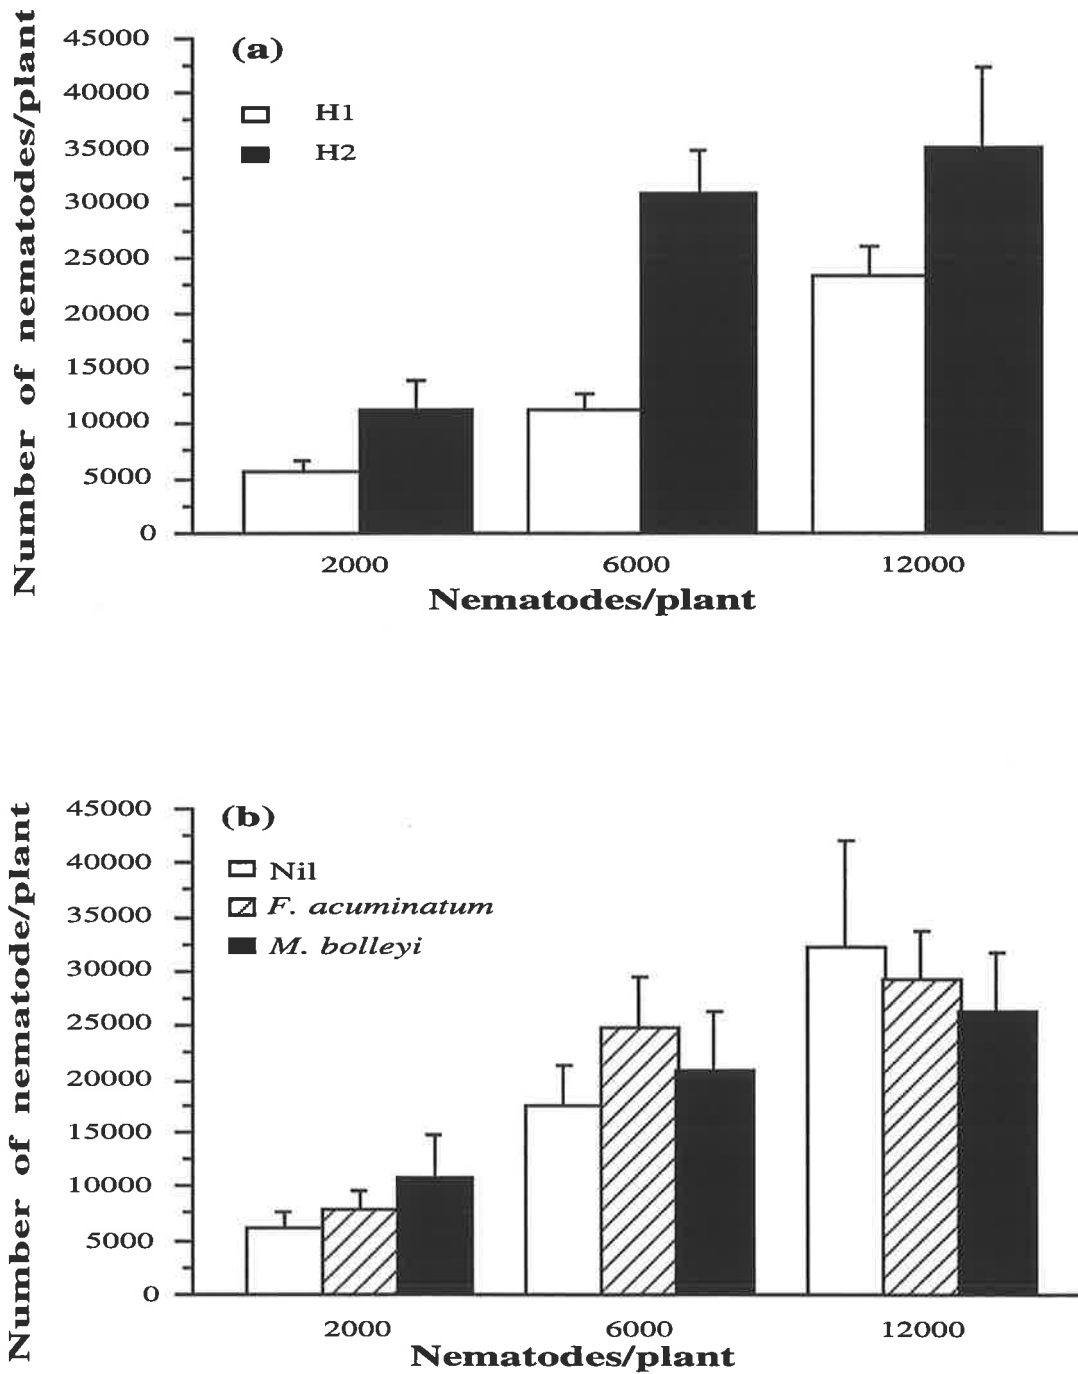 Number of nematodes/plant
(a)
H1
H2
45000
40000
35000
30000
25000
20000
15000
10000
5000
0
2000 6000 12000
Nematodes/plant
Number of nematode/plant
(b)
Nil
F. acuminatum
M. bolleyi
45000
40000
35000
30000
25000
20000
15000
10000
5000
0
2000 6000 12000
Nematodes/plant